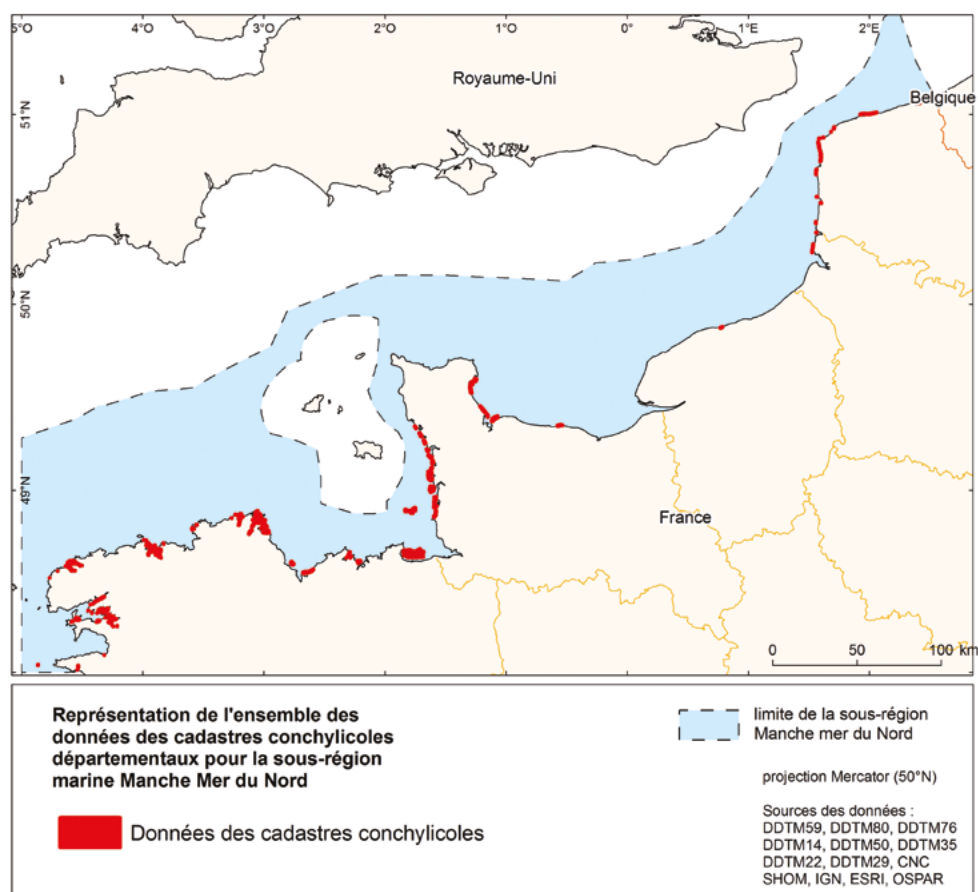 5°O
4°O
3°O
2°O
1°O
0°
1°E
2°E
Royaume-Uni
Belgique
51°N
50°N
49°N
France
0 50 100 km
Représentation de l'ensemble des
données des cadastres conchylicoles
départementaux pour la sous-région
marine Manche Mer du Nord
Données des cadastres conchylicoles
limite de la sous-région
Manche mer du Nord
projection Mercator (50°N)
Sources des données :
DDTM59, DDTM80, DDTM76
DDTM14, DDTM50, DDTM35
DDTM22, DDTM29, CNC
SHOM, IGN, ESRI, OSPAR